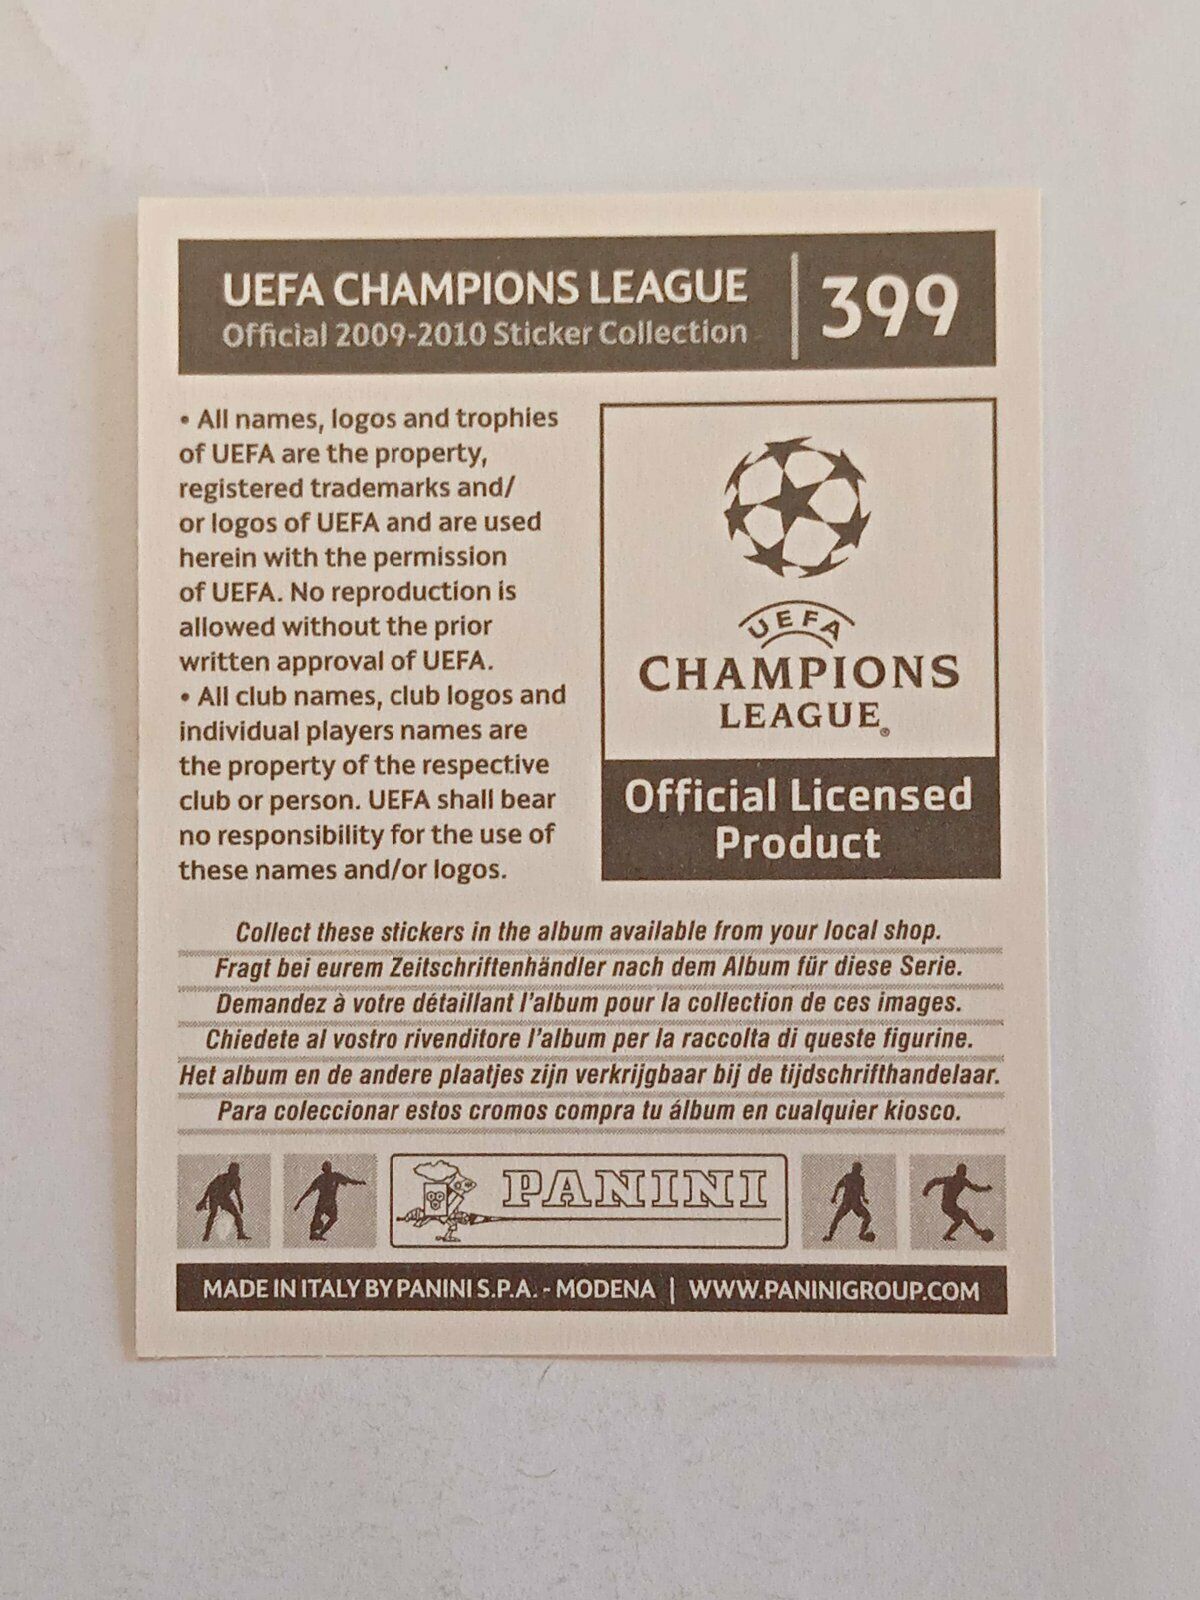 UEFA CHAMPIONS LEAGUE
Official 2009-2010 Sticker Collection
399
• All names, logos and trophies
of UEFA are the property,
registered trademarks and/
or logos of UEFA and are used
herein with the permission
of UEFA. No reproduction is
allowed without the prior
written approval of UEFA.
• All club names, club logos and
individual players names are
the property of the respective
club or person. UEFA shall bear
no responsibility for the use of
these names and/or logos.
UEFA
CHAMPIONS
LEAGUE®
Official Licensed
Product
Collect these stickers in the album available from your local shop.
Fragt bei eurem Zeitschriftenhändler nach dem Album für diese Serie.
Demandez à votre détaillant l'album pour la collection de ces images.
Chiedete al vostro rivenditore l'album per la raccolta di queste figurine.
Het album en de andere plaatjes zijn verkrijgbaar bij de tijdschrifthandelaar.
Para coleccionar estos cromos compra tu álbum en cualquier kiosco.
PANINI
MADE IN ITALY BY PANINI S.P.A. - MODENA | WWW.PANINIGROUP.COM